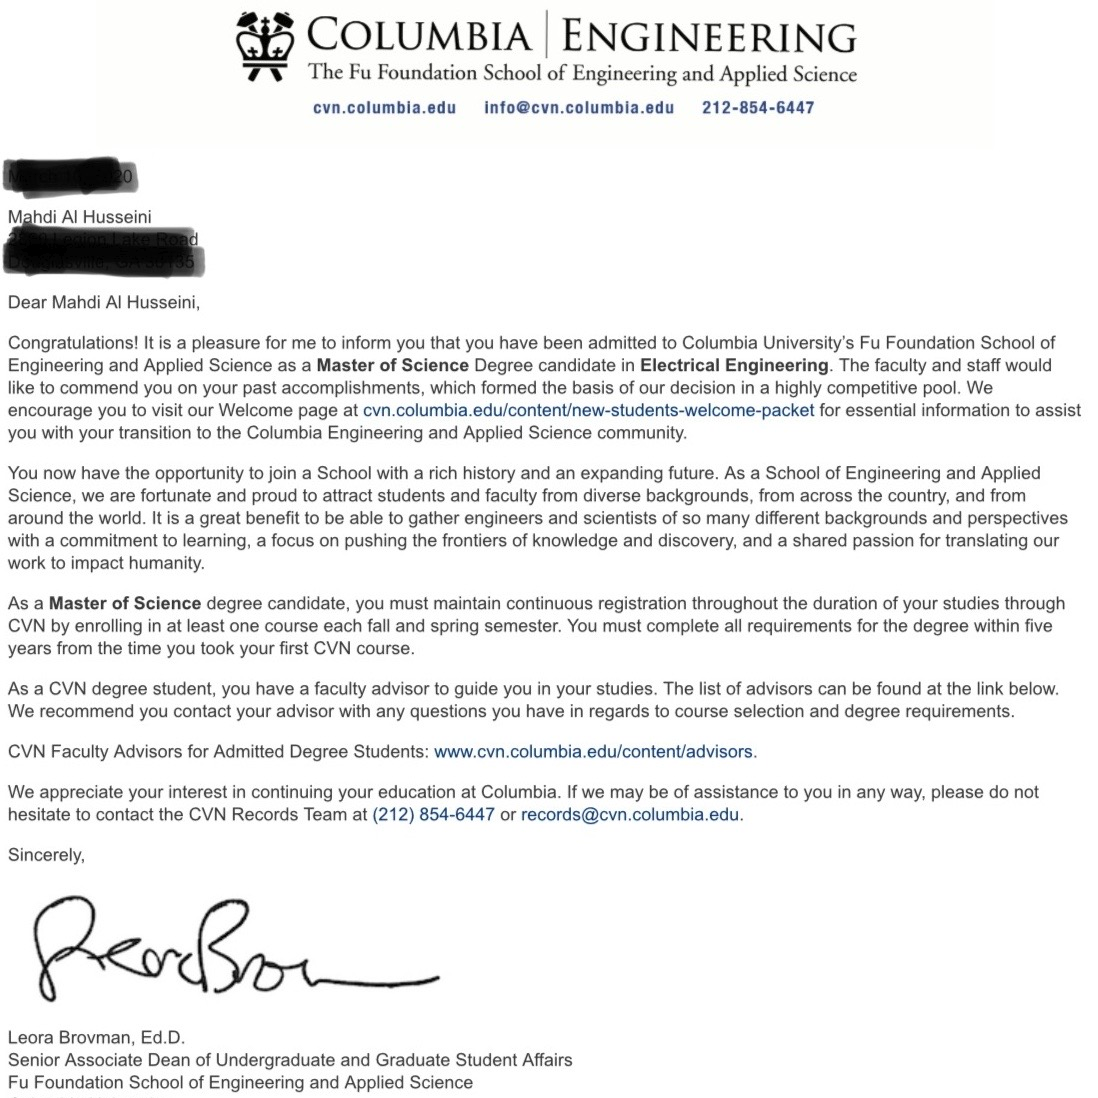 COLUMBIA | ENGINEERING
The Fu Foundation School of Engineering and Applied Science
cvn.columbia.edu info@cvn.columbia.edu 212-854-6447
Mahdi Al Husseini
Dear Mahdi Al Husseini,
Congratulations! It is a pleasure for me to inform you that you have been admitted to Columbia University’s Fu Foundation School of
Engineering and Applied Science as a Master of Science Degree candidate in Electrical Engineering. The faculty and staff would
like to commend you on your past accomplishments, which formed the basis of our decision in a highly competitive pool. We
encourage you to visit our Welcome page at cvn.columbia.edu/content/new-students-welcome-packet for essential information to assist
you with your transition to the Columbia Engineering and Applied Science community.
You now have the opportunity to join a School with a rich history and an expanding future. As a School of Engineering and Applied
Science, we are fortunate and proud to attract students and faculty from diverse backgrounds, from across the country, and from
around the world. It is a great benefit to be able to gather engineers and scientists of so many different backgrounds and perspectives
with a commitment to learning, a focus on pushing the frontiers of knowledge and discovery, and a shared passion for translating our
work to impact humanity.
As a Master of Science degree candidate, you must maintain continuous registration throughout the duration of your studies through
CVN by enrolling in at least one course each fall and spring semester. You must complete all requirements for the degree within five
years from the time you took your first CVN course.
As a CVN degree student, you have a faculty advisor to guide you in your studies. The list of advisors can be found at the link below.
We recommend you contact your advisor with any questions you have in regards to course selection and degree requirements.
CVN Faculty Advisors for Admitted Degree Students: www.cvn.columbia.edu/content/advisors.
We appreciate your interest in continuing your education at Columbia. If we may be of assistance to you in any way, please do not
hesitate to contact the CVN Records Team at (212) 854-6447 or records@cvn.columbia.edu.
Sincerely,
Leora Brovman, Ed.D.
Senior Associate Dean of Undergraduate and Graduate Student Affairs
Fu Foundation School of Engineering and Applied Science